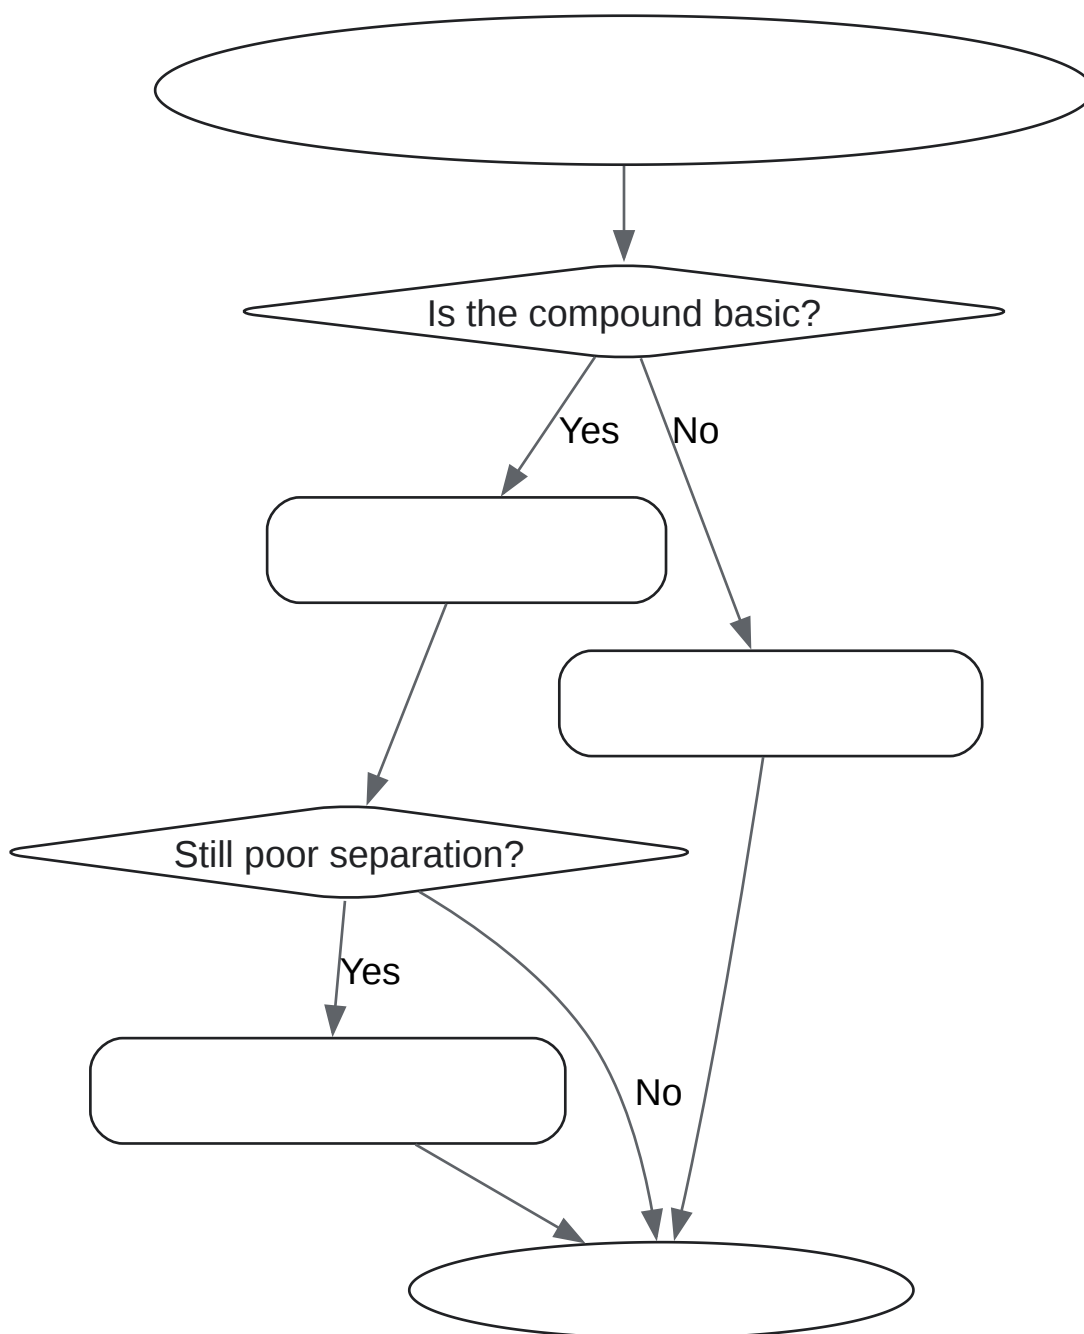 Is the compound basic?
Yes
No
Still poor separation?
Yes
No